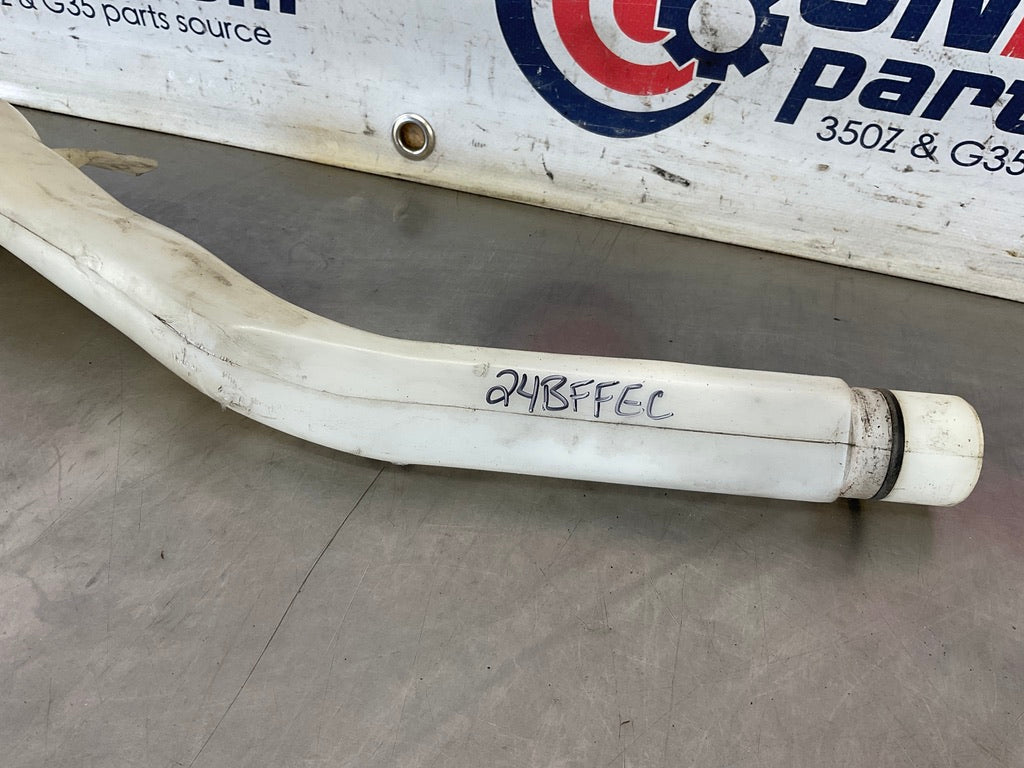 & G35 parts source
part
350Z & G35
24BFFEC